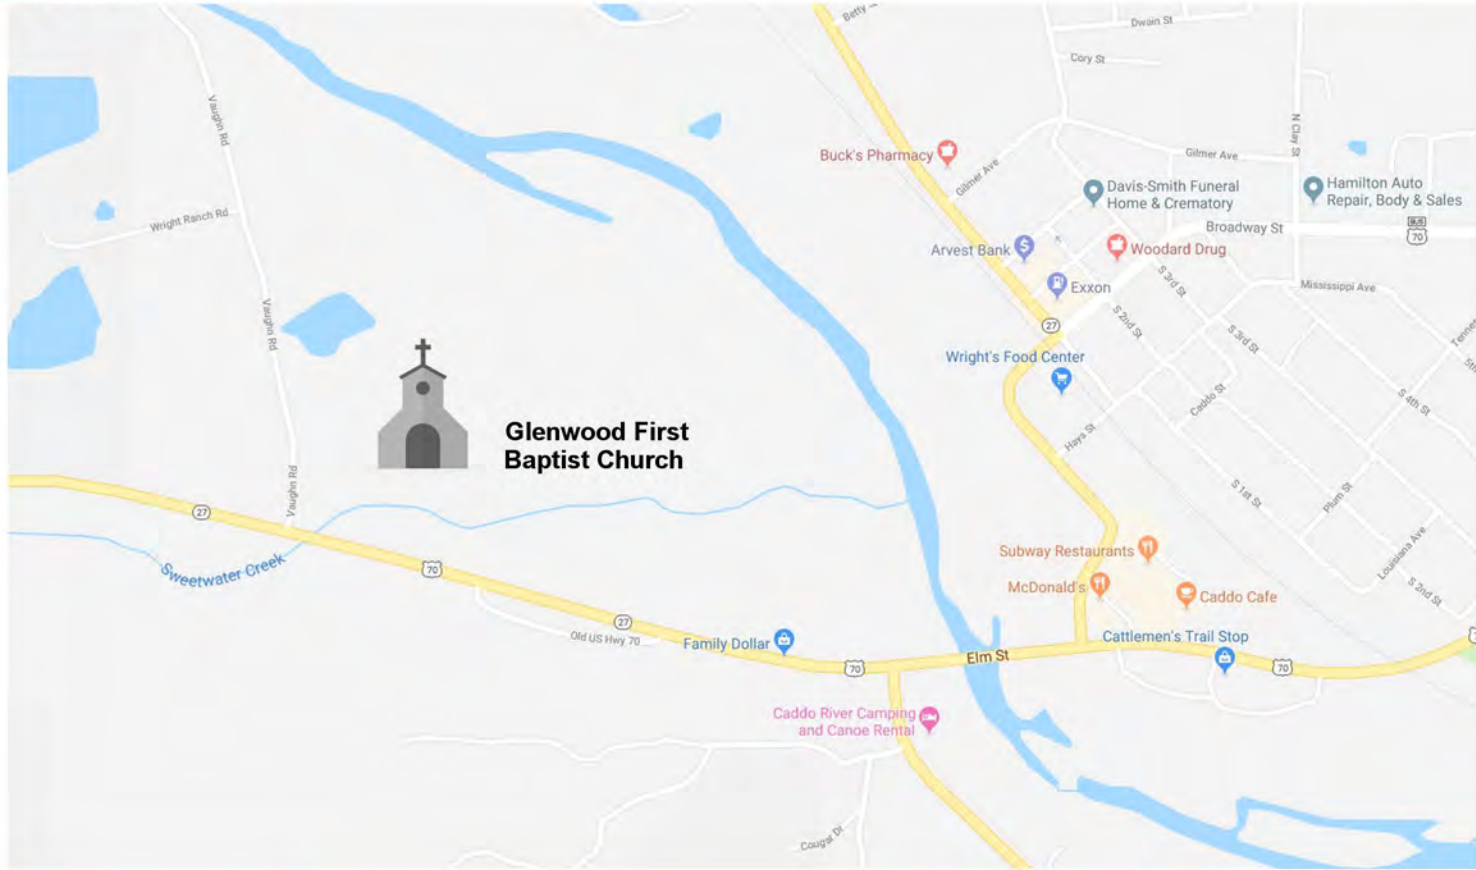 Betty
Dwain St
Cory St
Vaughn Rd
N Clay St
Buck's Pharmacy
Gilmer Ave
Gilmer Ave
Davis-Smith Funeral
Home & Crematory
Hamilton Auto
Repair, Body & Sales
Wright Ranch Rd
Broadway St
BUS
70
Arvest Bank
Woodard Drug
Exxon
S 3rd St
Mississippi Ave
Vaughn Rd
27
S 2nd St
S 3rd St
Wright's Food Center
5th
Caddo St
S 4th St
Glenwood First
Baptist Church
Hays St
Vaughn Rd
S 1st St
Plum St
27
Louisiana Ave
Subway Restaurants
Sweetwater Creek
70
McDonald's
Caddo Cafe
S 2nd St
27
Old US Hwy 70
Family Dollar
Cattlemen's Trail Stop
Elm St
70
70
Caddo River Camping
and Canoe Rental
Cougar Dr